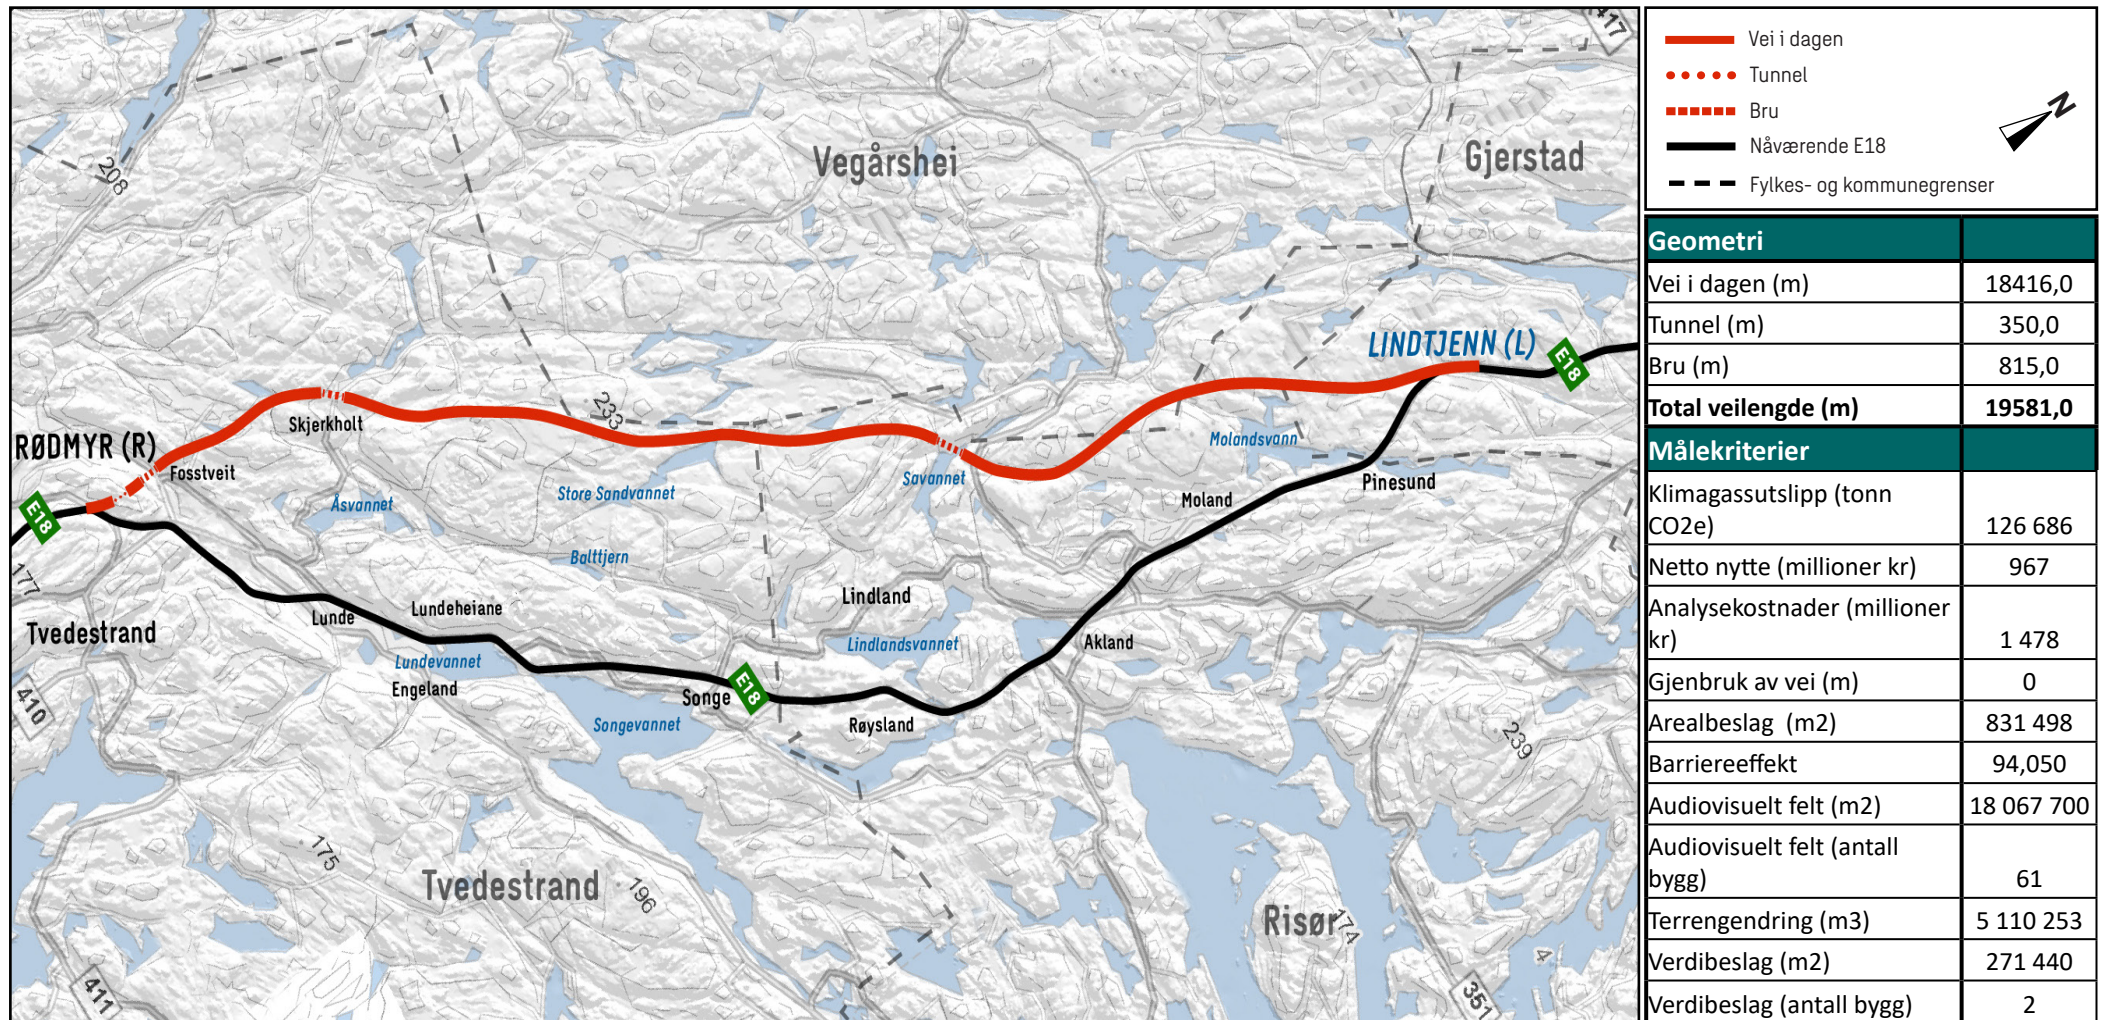 417
Vegårshei
Gjerstad
208
LINDTJENN (L)
E18
233
Skjerkholt
RØDMYR (R)
Fosstveit
Molandsvann
Savannet
Pinesund
Store Sandvannet
Moland
Åsvannet
E18
Balttjern
177
Lindland
Lundeheiane
Lunde
Tvedestrand
Akland
Lindlandsvannet
Lundevannet
Engeland
E18
Songe
410
Songevannet
Røysland
239
175
Tvedestrand
196
Risør
174
4
411
351
Vei i dagen
Tunnel
Bru
Nåværende E18
Fylkes- og kommunegrenser
N
Geometri
Vei i dagen (m) 18416,0
Tunnel (m) 350,0
Bru (m) 815,0
Total veilengde (m) 19581,0
Målekriterier
Klimagassutslipp (tonn
CO2e) 126 686
Netto nytte (millioner kr) 967
Analysekostnader (millioner
kr) 1 478
Gjenbruk av vei (m) 0
Arealbeslag (m2) 831 498
Barriereeffekt 94,050
Audiovisuelt felt (m2) 18 067 700
Audiovisuelt felt (antall
bygg) 61
Terrengendring (m3) 5 110 253
Verdibeslag (m2) 271 440
Verdibeslag (antall bygg) 2